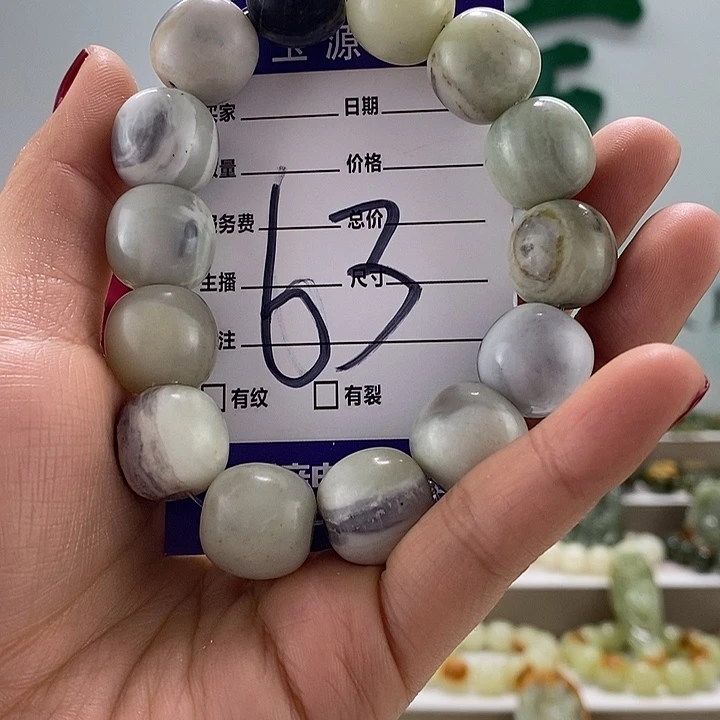 玉源
买家 日期
数量 价格
服务费 总价
主播 尺寸
备注
63
有纹 有裂